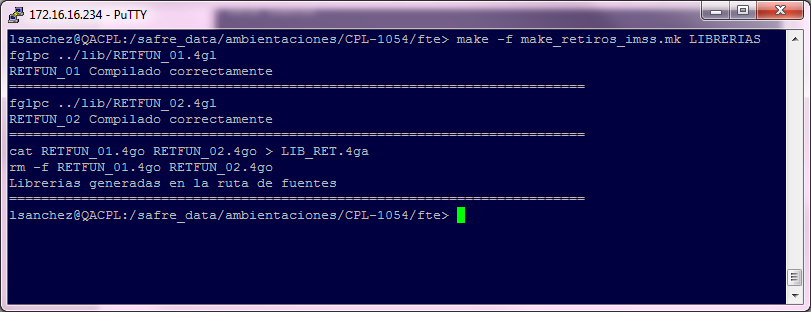 172.16.16.234 - PuTTY
lsanchez@QACPL:/safre_data/ambientaciones/CPL-1054/fte> make -f make_retiros_imss.mk LIBRERIAS
fglpc ../lib/RETFUN_01.4gl
RETFUN_01 Compilado correctamente
========================================================================
fglpc ../lib/RETFUN_02.4gl
RETFUN_02 Compilado correctamente
========================================================================
cat RETFUN_01.4go RETFUN_02.4go > LIB_RET.4ga
rm -f RETFUN_01.4go RETFUN_02.4go
Librerias generadas en la ruta de fuentes
========================================================================
lsanchez@QACPL:/safre_data/ambientaciones/CPL-1054/fte>